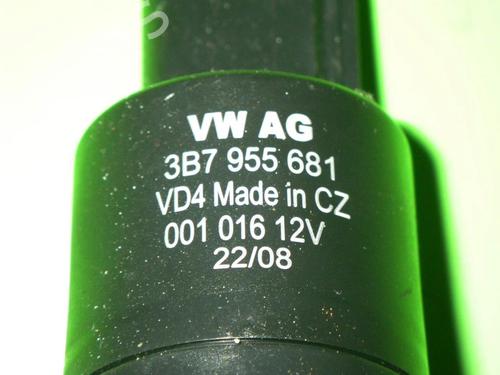 VW AG
3B7 955 681
VD4 Made in CZ
001 016 12V
22/08